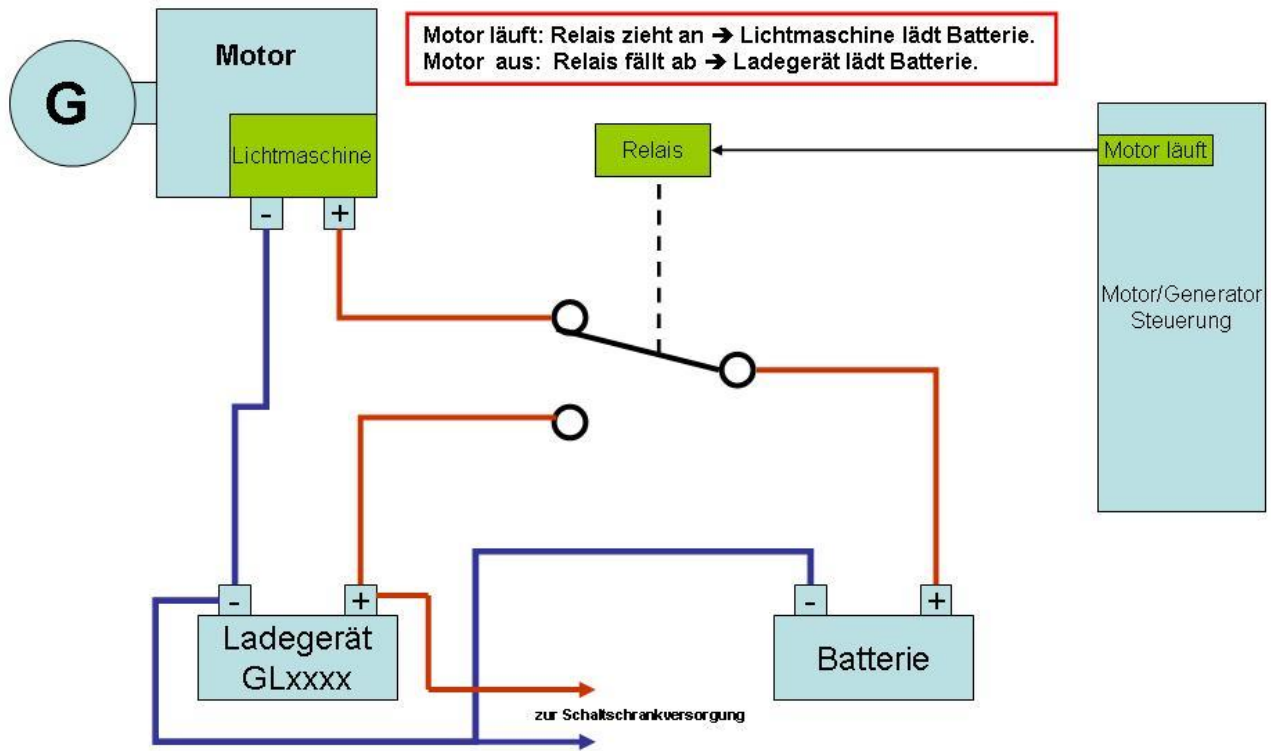 Motor läuft: Relais zieht an ➔ Lichtmaschine lädt Batterie.
Motor aus: Relais fällt ab ➔ Ladegerät lädt Batterie.
Motor
G
Lichtmaschine
- +
Relais
Motor läuft
Motor/Generator
Steuerung
- +
Ladegerät
GLxxxx
- +
Batterie
zur Schaltschrankversorgung